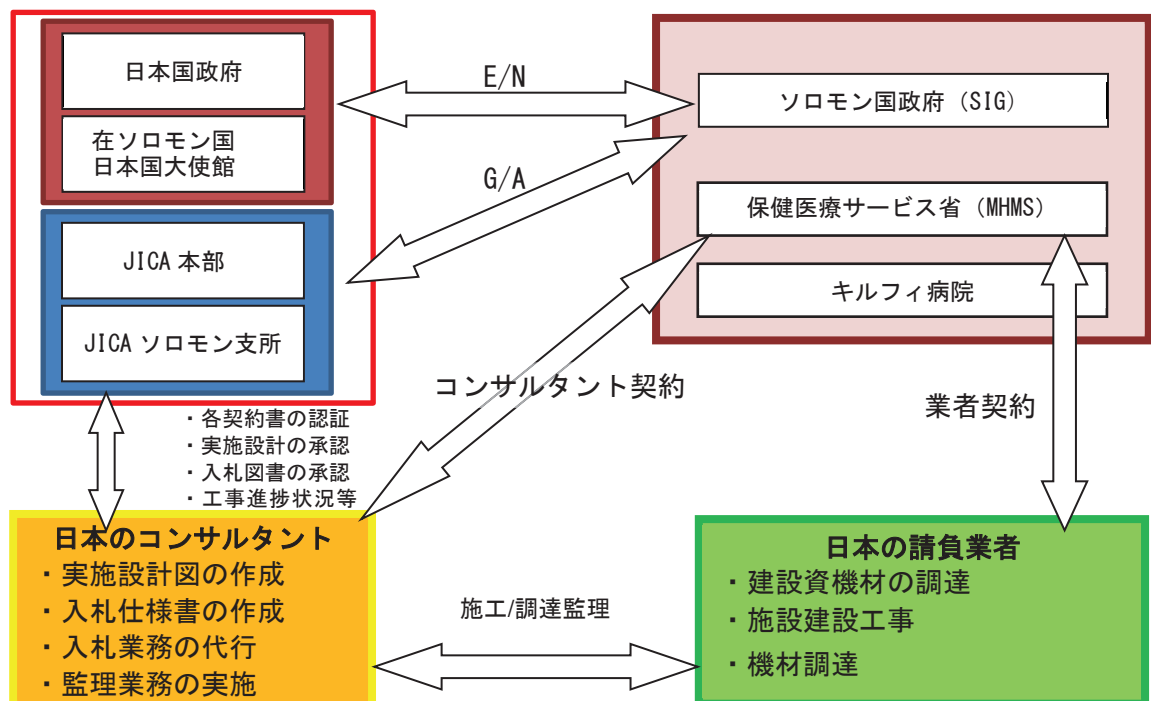 日本国政府
在ソロモン国
日本国大使館
JICA 本部
JICA ソロモン支所
E/N
G/A
ソロモン国政府（SIG）
保健医療サービス省（MHMS）
キルフィ病院
コンサルタント契約
業者契約
・各契約書の認証
・実施設計の承認
・入札図書の承認
・工事進捗状況等
日本のコンサルタント
・実施設計図の作成
・入札仕様書の作成
・入札業務の代行
・監理業務の実施
施工/調達監理
日本の請負業者
・建設資機材の調達
・施設建設工事
・機材調達